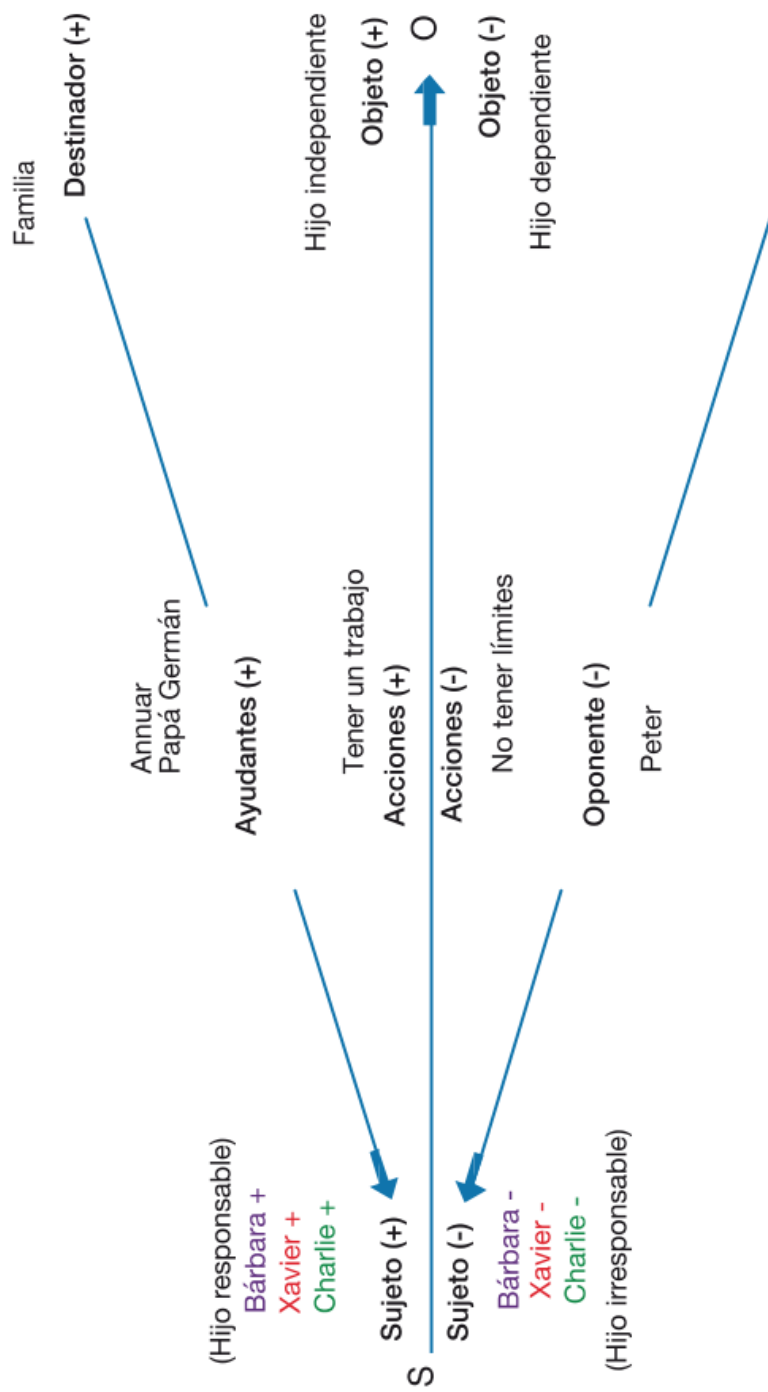 Familia
Destinador (+)
Annuar
Papá Germán
Ayudantes (+)
(Hijo responsable)
Bárbara +
Xavier +
Charlie +
Sujeto (+)
Tener un trabajo
Acciones (+)
Hijo independiente
Objeto (+)
S
O
Sujeto (-)
Bárbara -
Xavier -
Charlie -
(Hijo irresponsable)
Acciones (-)
No tener límites
Objeto (-)
Hijo dependiente
Oponente (-)
Peter